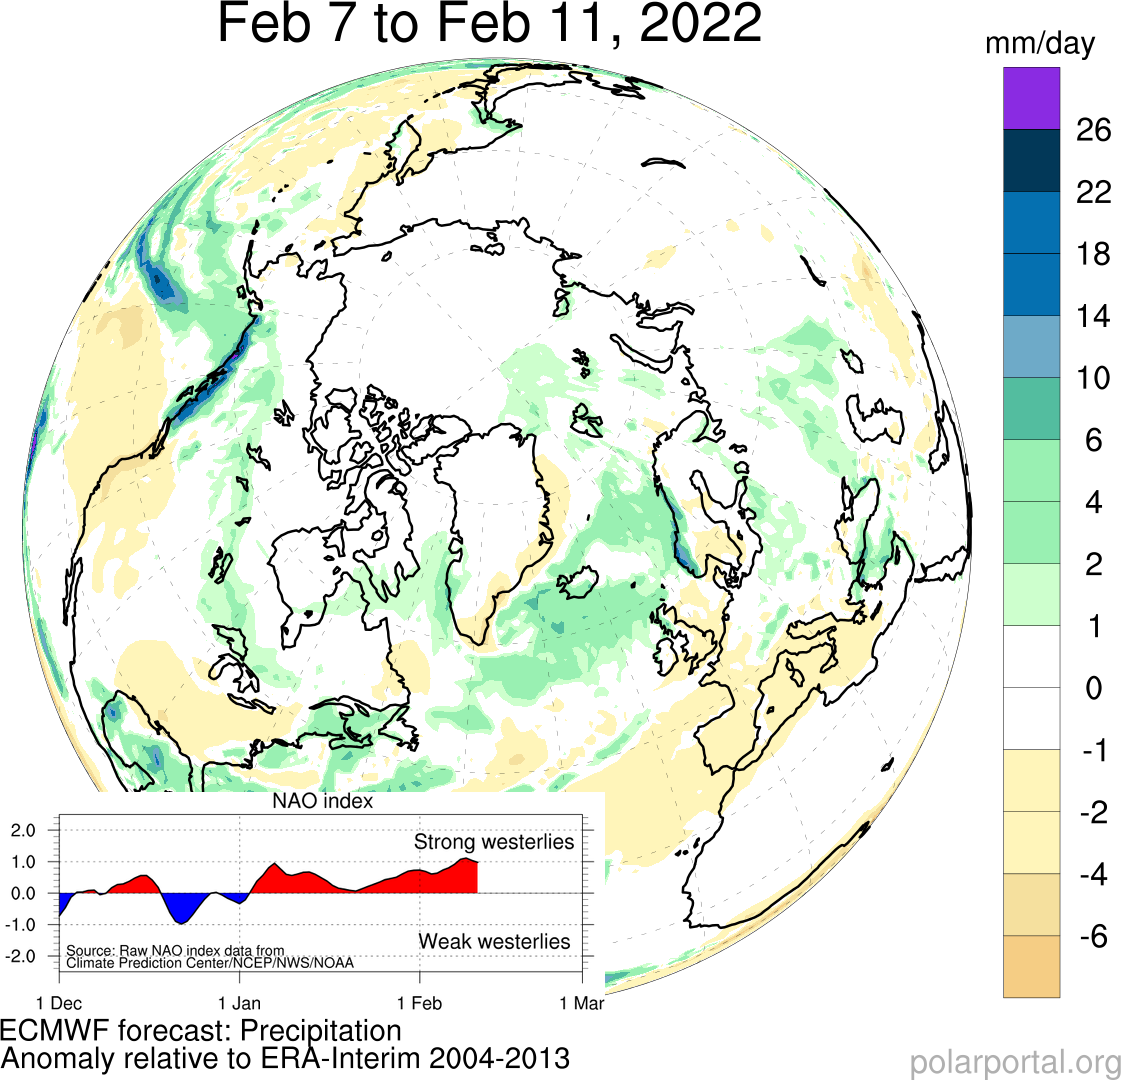 Feb 7 to Feb 11, 2022
mm/day
26
22
18
14
10
6
4
2
1
0
-1
-2
-4
-6
NAO index
2.0
1.0
0.0
-1.0
-2.0
Strong westerlies
Weak westerlies
Source: Raw NAO index data from
Climate Prediction Center/NCEP/NWS/NOAA
1 Dec
1 Jan
1 Feb
1 Mar
ECMWF forecast: Precipitation
Anomaly relative to ERA-Interim 2004-2013
polarportal.org